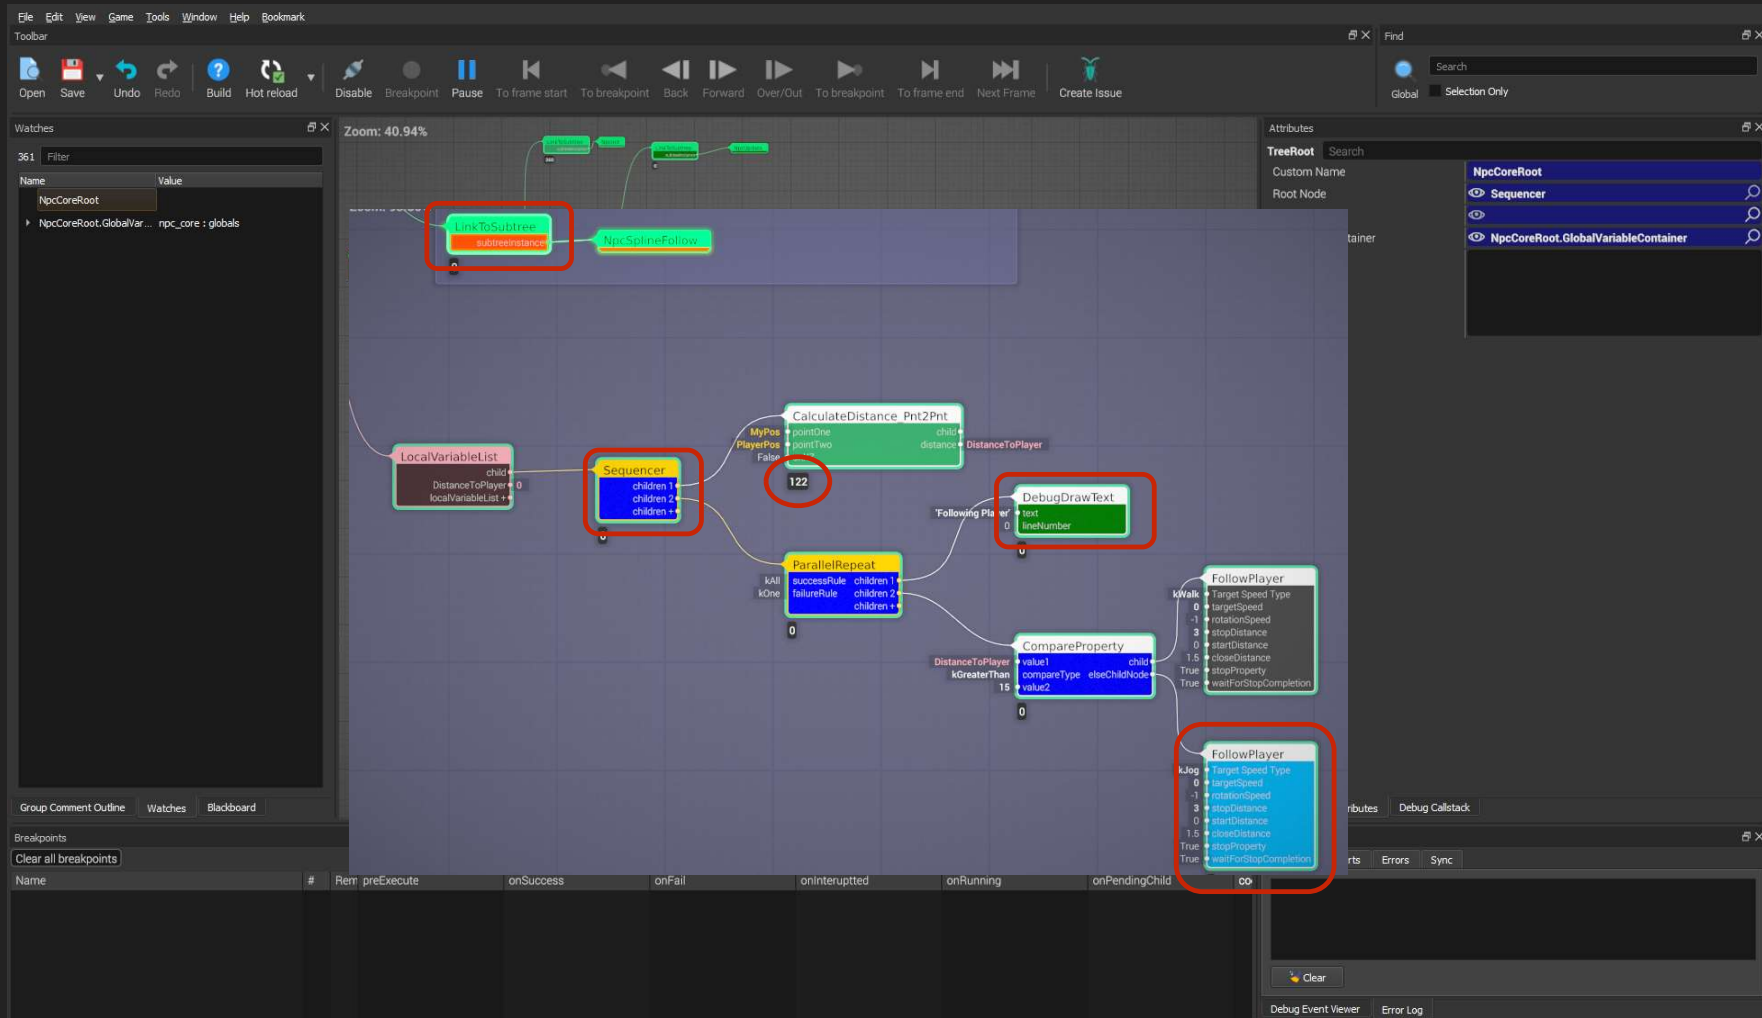 File Edit View Game Tools Window Help Bookmark
Toolbar
Find
Open Save Undo Redo Build Hot reload Disable Breakpoint Pause To frame start To breakpoint Back Forward Over/Out To breakpoint To frame end Next Frame Create Issue
Global
Search
Selection Only
Watches
361 Filter
Name Value
NpcCoreRoot
NpcCoreRoot.GlobalVar... npc_core : globals
Group Comment Outline Watches Blackboard
Zoom: 40.94%
LinkToSubtree
subtreeInstance
0
NpcSplineFollow
LocalVariableList
child
DistanceToPlayer 0
localVariableList +
Sequencer
children 1
children 2
children +
0
CalculateDistance_Pnt2Pnt
MyPos pointOne child
PlayerPos pointTwo distance DistanceToPlayer
False
122
DebugDrawText
'Following Player' text
0 lineNumber
0
ParallelRepeat
kAll successRule children 1
kOne failureRule children 2
children +
0
CompareProperty
DistanceToPlayer value1 child
kGreaterThan compareType elseChildNode
15 value2
0
FollowPlayer
kWalk Target Speed Type
0 targetSpeed
-1 rotationSpeed
3 stopDistance
0 startDistance
1.5 closeDistance
True stopProperty
True waitForStopCompletion
FollowPlayer
kJog Target Speed Type
0 targetSpeed
-1 rotationSpeed
3 stopDistance
0 startDistance
1.5 closeDistance
True stopProperty
True waitForStopCompletion
Attributes
TreeRoot Search
Custom Name NpcCoreRoot
Root Node Sequencer
tainer NpcCoreRoot.GlobalVariableContainer
ributes Debug Callstack
Breakpoints
Clear all breakpoints
Name # Rem preExecute onSuccess onFail onInteruptted onRunning onPendingChild co
rts Errors Sync
Clear
Debug Event Viewer Error Log